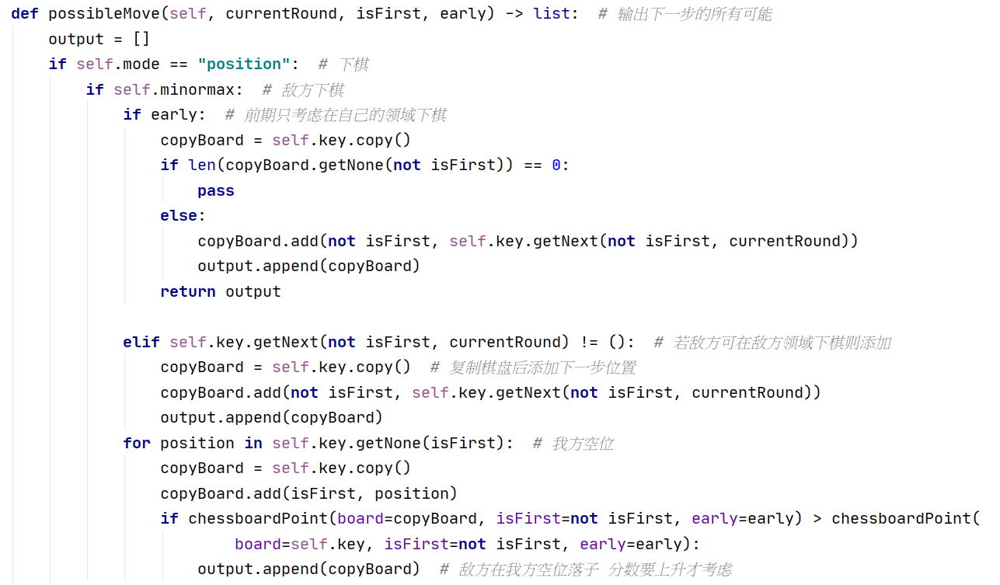 def possibleMove(self, currentRound, isFirst, early) -> list:  # 输出下一步的所有可能
    output = []
    if self.mode == "position":  # 下棋
        if self.minormax:  # 敌方下棋
            if early:  # 前期只考虑在自己的领域下棋
                copyBoard = self.key.copy()
                if len(copyBoard.getNone(not isFirst)) == 0:
                    pass
                else:
                    copyBoard.add(not isFirst, self.key.getNext(not isFirst, currentRound))
                    output.append(copyBoard)
                return output

            elif self.key.getNext(not isFirst, currentRound) != ():  # 若敌方可在敌方领域下棋则添加
                copyBoard = self.key.copy()  # 复制棋盘后添加下一步位置
                copyBoard.add(not isFirst, self.key.getNext(not isFirst, currentRound))
                output.append(copyBoard)
            for position in self.key.getNone(isFirst):  # 我方空位
                copyBoard = self.key.copy()
                copyBoard.add(isFirst, position)
                if chessboardPoint(board=copyBoard, isFirst=not isFirst, early=early) > chessboardPoint(
                        board=self.key, isFirst=not isFirst, early=early):
                    output.append(copyBoard)  # 敌方在我方空位落子 分数要上升才考虑